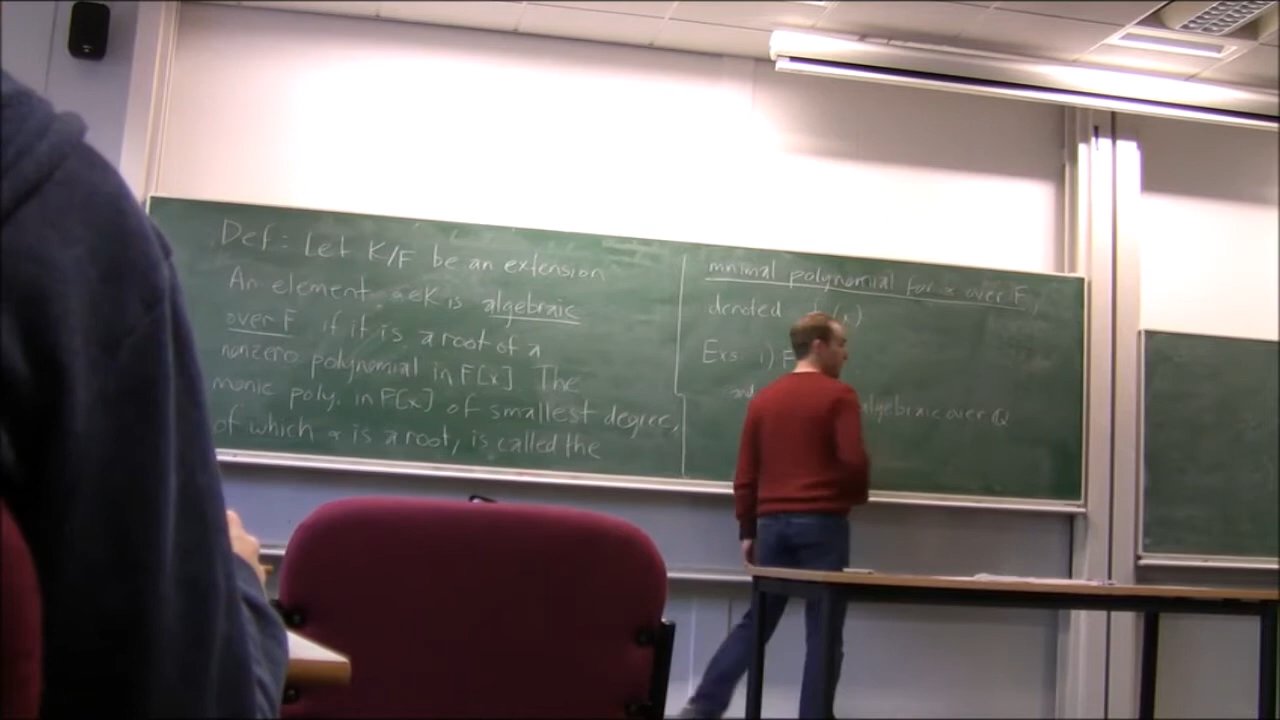 Def: Let K/F be an extension
An element α∈K is algebraic
over F if it is a root of a
nonzero polynomial in F[x] The
monic poly. in F[x] of smallest degree,
of which α is a root, is called the
mnimal polynomial for α over F,
denoted (x)
Exs 1) F
and algebraic over Q